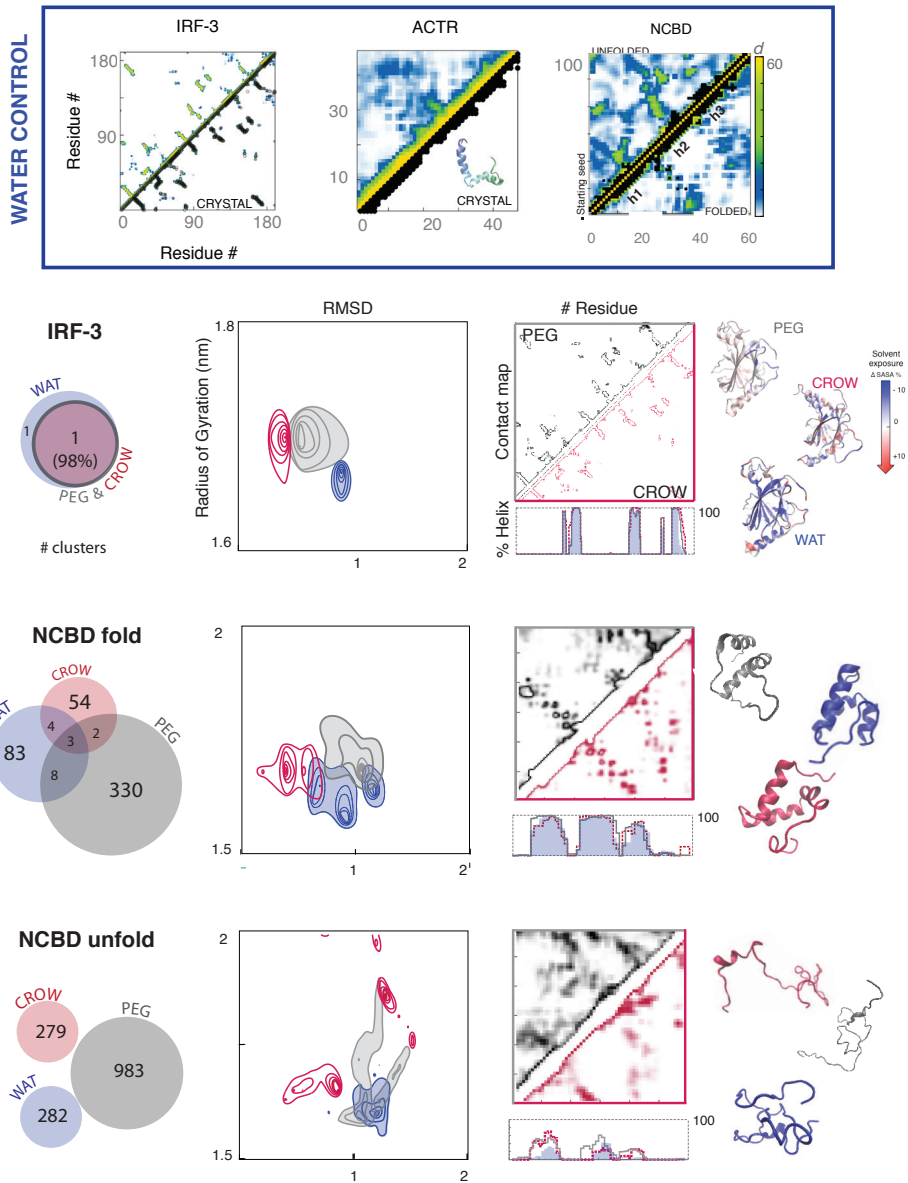 WATER CONTROL
IRF-3
ACTR
NCBD
Residue #
180
90
0
CRYSTAL
0 90 180
Residue #
30
10
CRYSTAL
0 20 40
UNFOLDED
100
Starting seed
h1
h2
h3
FOLDED
0 20 40 60
d
60
IRF-3
WAT
1
1
(98%)
PEG & CROW
# clusters
RMSD
Radius of Gyration (nm)
1.8
1.6
1 2
# Residue
Contact map
PEG
CROW
% Helix
100
PEG
CROW
WAT
Solvent
exposure
Δ SASA %
- 10
0
+10
NCBD fold
CROW
54
PEG
4
3
2
83
8
330
2
1.5
1 2
100
NCBD unfold
CROW
279
PEG
983
WAT
282
2
1.5
1 2
100